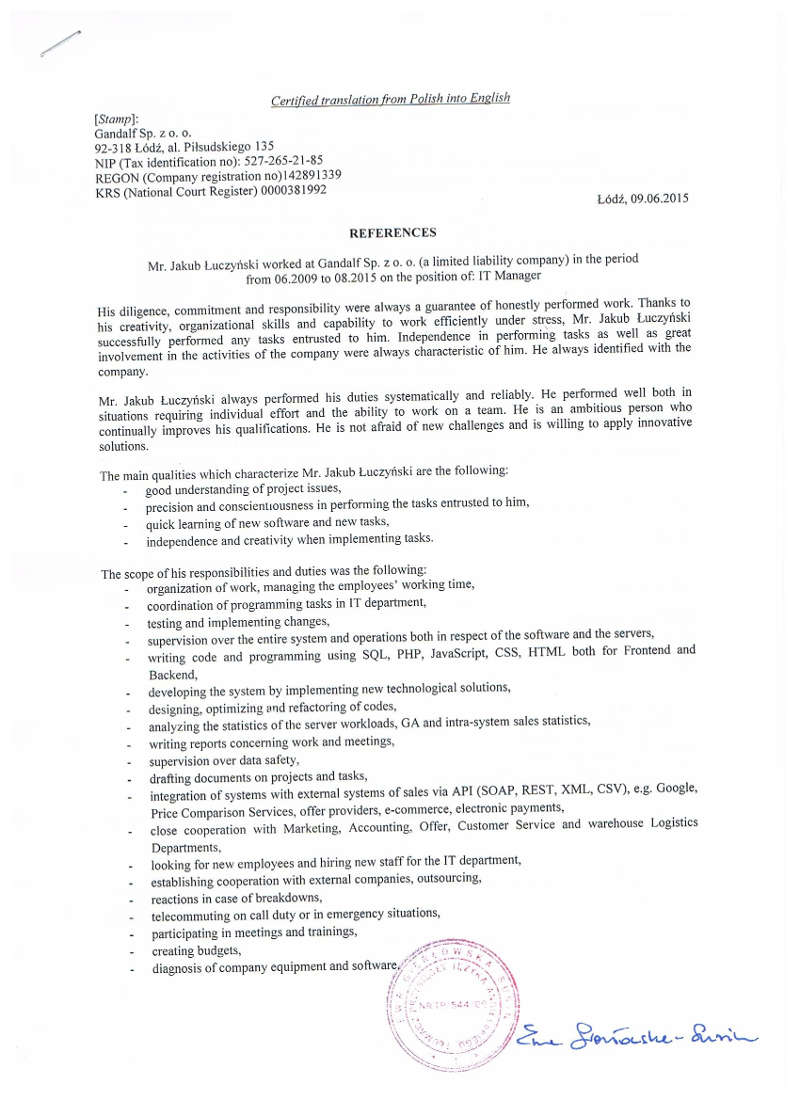 Certified translation from Polish into English
[Stamp]:
Gandalf Sp. z o. o.
92-318 Łódź, al. Piłsudskiego 135
NIP (Tax identification no): 527-265-21-85
REGON (Company registration no)142891339
KRS (National Court Register) 0000381992
Łódź, 09.06.2015
REFERENCES
Mr. Jakub Łuczyński worked at Gandalf Sp. z o. o. (a limited liability company) in the period
from 06.2009 to 08.2015 on the position of: IT Manager
His diligence, commitment and responsibility were always a guarantee of honestly performed work. Thanks to
his creativity, organizational skills and capability to work efficiently under stress, Mr. Jakub Łuczyński
successfully performed any tasks entrusted to him. Independence in performing tasks as well as great
involvement in the activities of the company were always characteristic of him. He always identified with the
company.
Mr. Jakub Łuczyński always performed his duties systematically and reliably. He performed well both in
situations requiring individual effort and the ability to work on a team. He is an ambitious person who
continually improves his qualifications. He is not afraid of new challenges and is willing to apply innovative
solutions.
The main qualities which characterize Mr. Jakub Łuczyński are the following:
- good understanding of project issues,
- precision and conscientiousness in performing the tasks entrusted to him,
- quick learning of new software and new tasks,
- independence and creativity when implementing tasks.
The scope of his responsibilities and duties was the following:
- organization of work, managing the employees' working time,
- coordination of programming tasks in IT department,
- testing and implementing changes,
- supervision over the entire system and operations both in respect of the software and the servers,
- writing code and programming using SQL, PHP, JavaScript, CSS, HTML both for Frontend and
Backend,
- developing the system by implementing new technological solutions,
- designing, optimizing and refactoring of codes,
- analyzing the statistics of the server workloads, GA and intra-system sales statistics,
- writing reports concerning work and meetings,
- supervision over data safety,
- drafting documents on projects and tasks,
- integration of systems with external systems of sales via API (SOAP, REST, XML, CSV), e.g. Google,
Price Comparison Services, offer providers, e-commerce, electronic payments,
- close cooperation with Marketing, Accounting, Offer, Customer Service and warehouse Logistics
Departments,
- looking for new employees and hiring new staff for the IT department,
- establishing cooperation with external companies, outsourcing,
- reactions in case of breakdowns,
- telecommuting on call duty or in emergency situations,
- participating in meetings and trainings,
- creating budgets,
- diagnosis of company equipment and software.